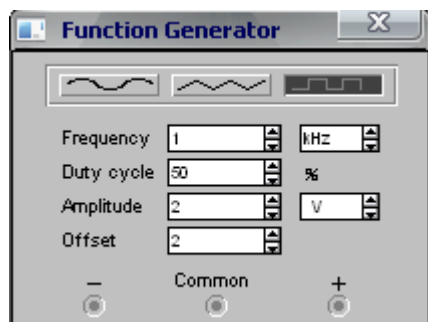 Function Generator
Frequency 1 kHz
Duty cycle 50 %
Amplitude 2 V
Offset 2
− Common +